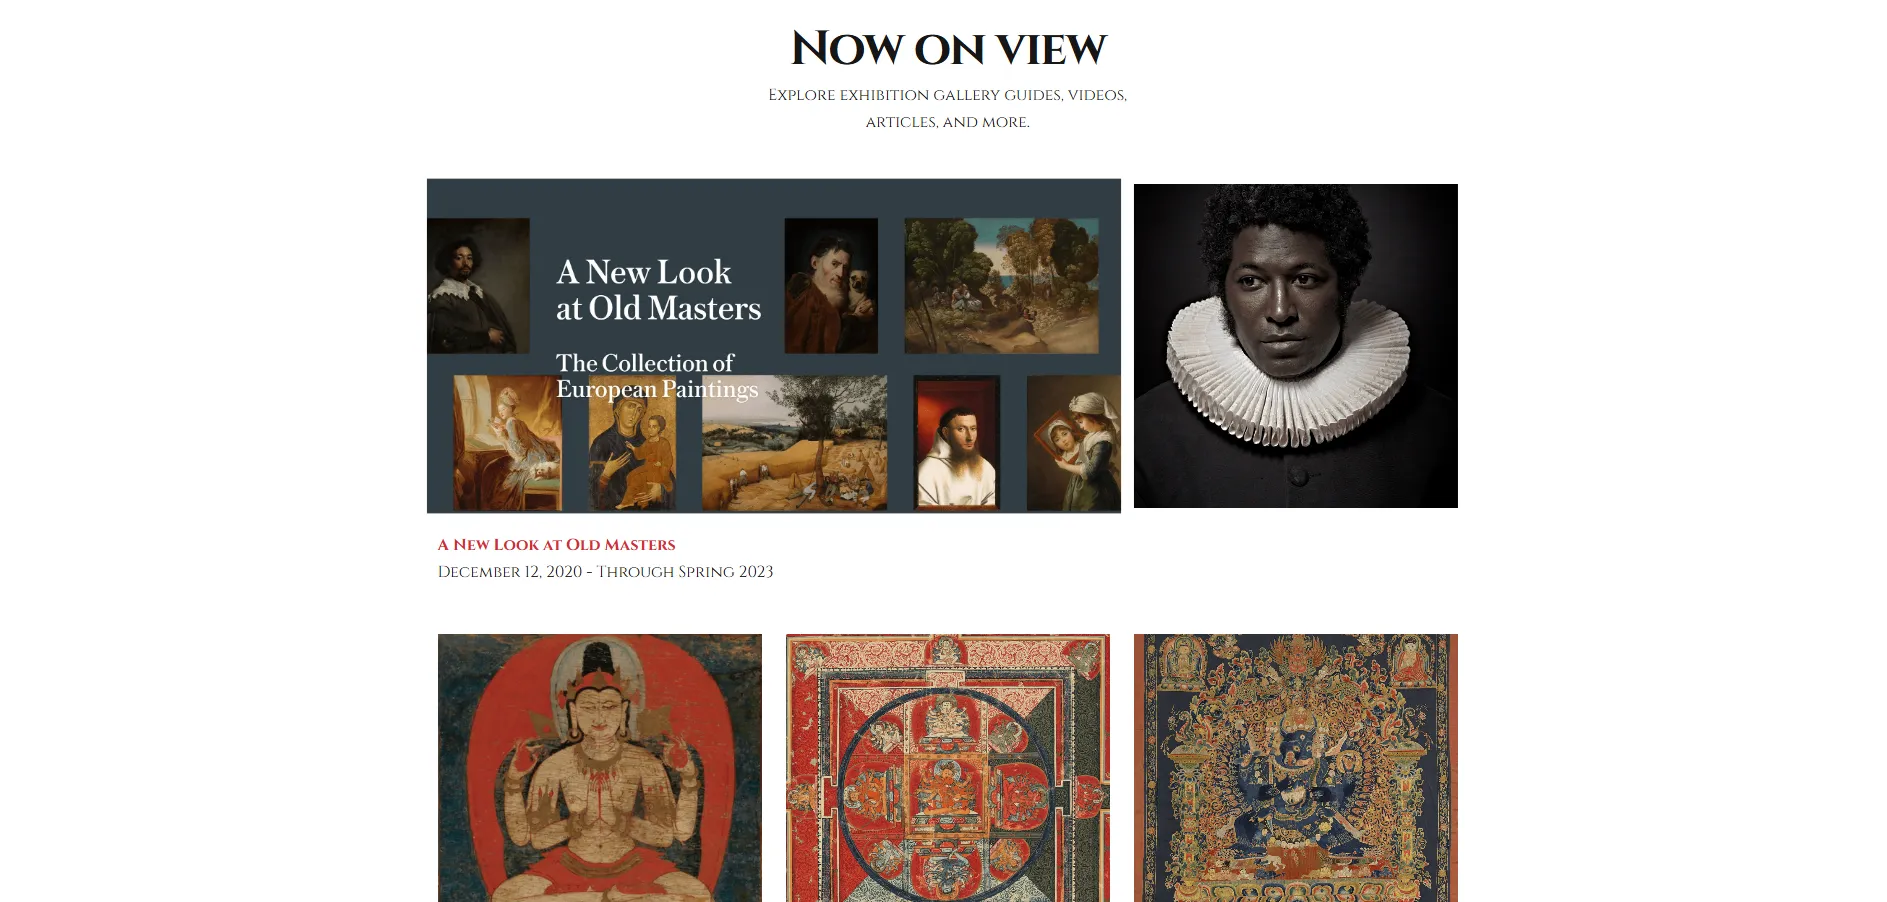 Now on view
Explore exhibition gallery guides, videos,
articles, and more.
A New Look
at Old Masters
The Collection of
European Paintings
A New Look at Old Masters
December 12, 2020 - Through Spring 2023